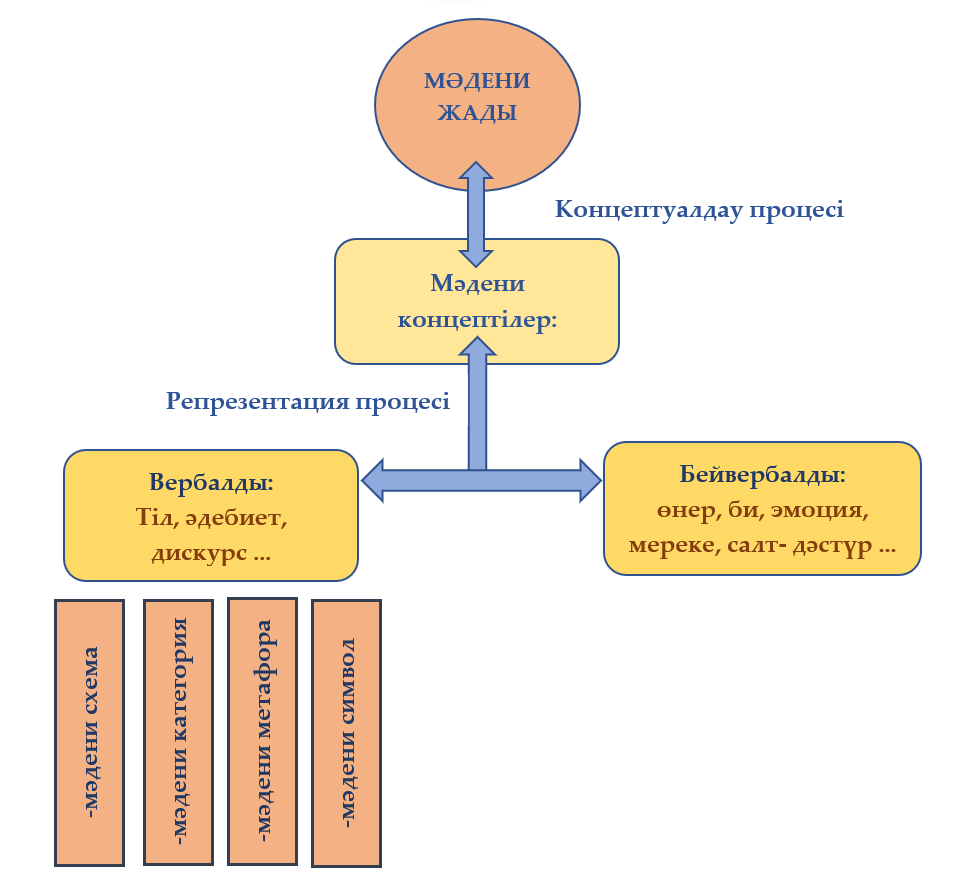 МӘДЕНИ
ЖАДЫ
Концептуалдау процесі
Мәдени
концептілер:
Репрезентация процесі
Вербалды:
Тіл, әдебиет,
дискурс ...
Бейвербалды:
өнер, би, эмоция,
мереке, салт- дәстүр ...
-мәдени схема
-мәдени категория
-мәдени метафора
-мәдени символ